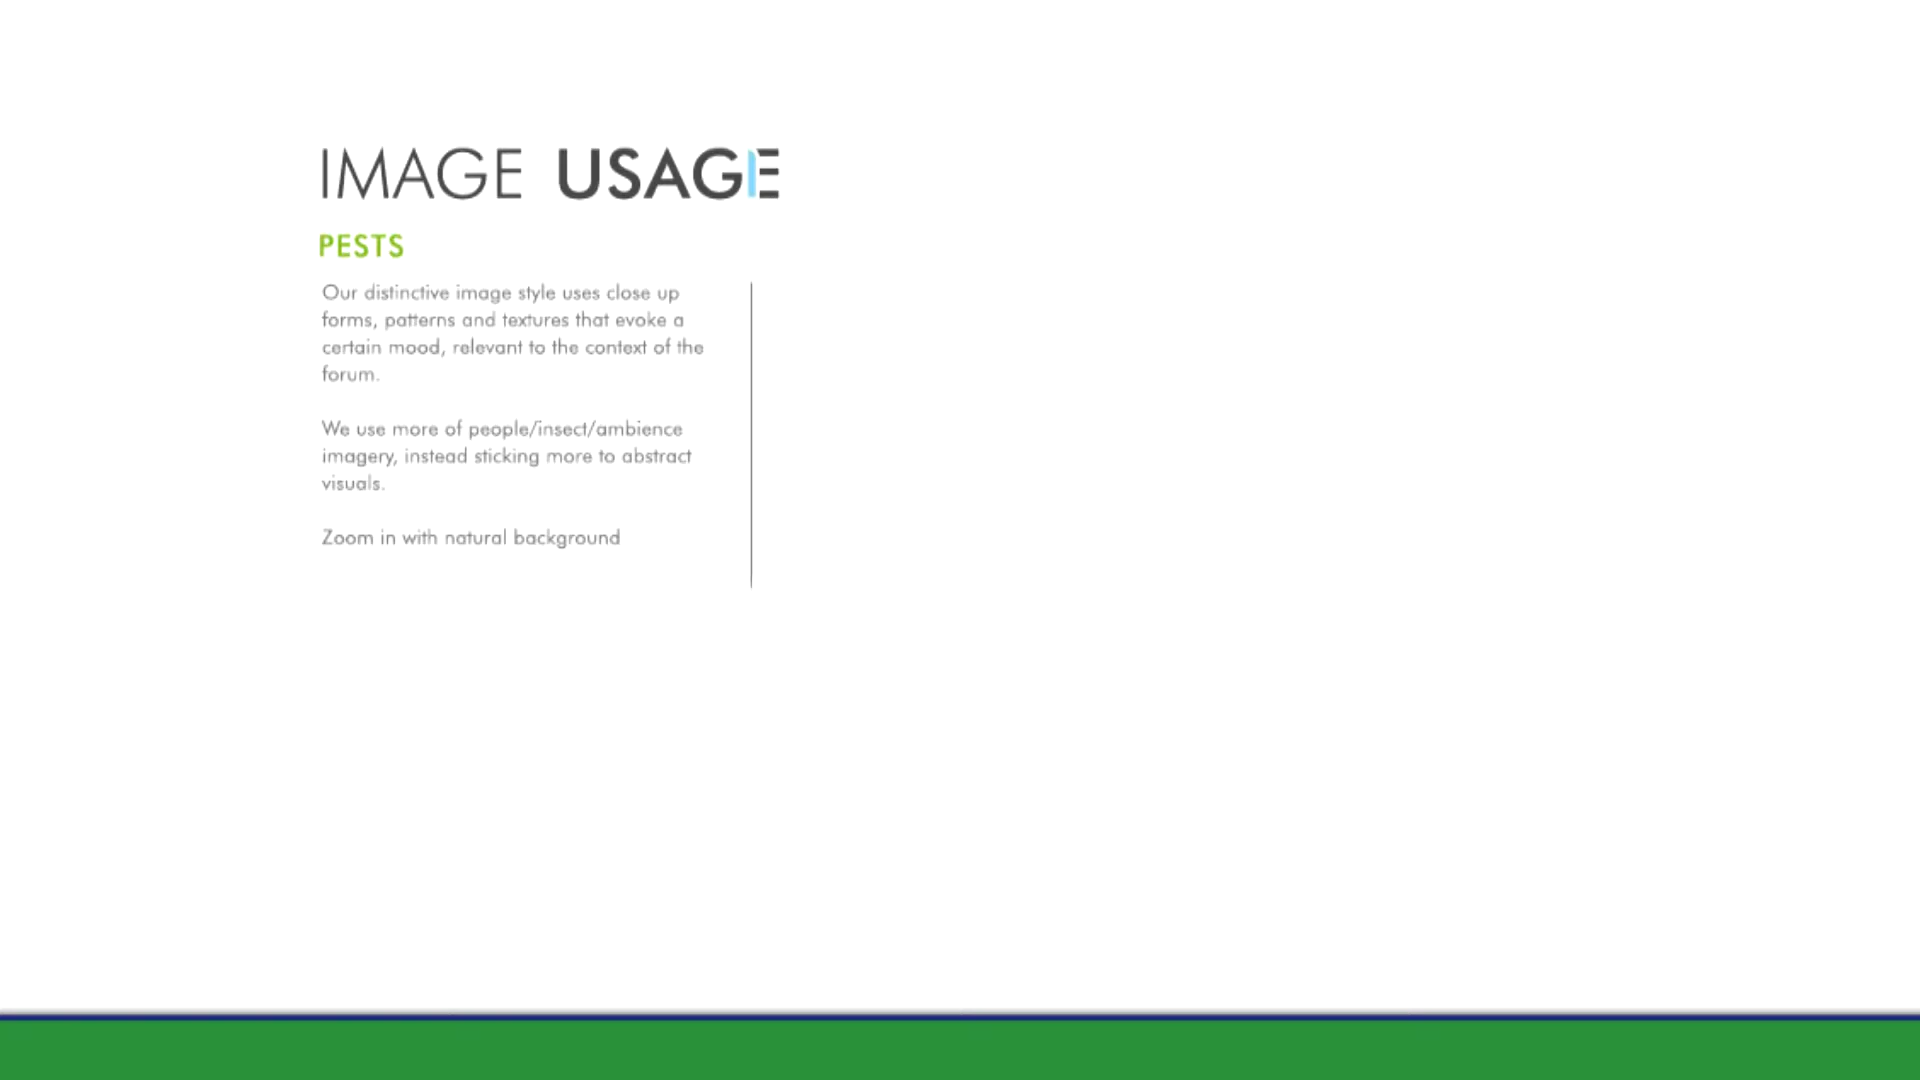 IMAGE USAGE
PESTS
Our distinctive image style uses close up
forms, patterns and textures that evoke a
certain mood, relevant to the context of the
forum.
We use more of people/insect/ambience
imagery, instead sticking more to abstract
visuals.
Zoom in with natural background